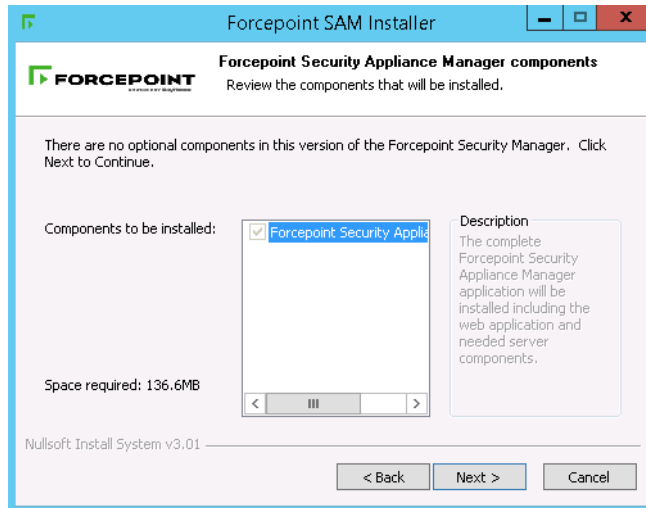 Forcepoint SAM Installer
FORCEPOINT
Forcepoint Security Appliance Manager components
Review the components that will be installed.
There are no optional components in this version of the Forcepoint Security Manager. Click
Next to Continue.
Components to be installed:
Forcepoint Security Applia
Description
The complete
Forcepoint Security
Appliance Manager
application will be
installed including the
web application and
needed server
components.
Space required: 136.6MB
Nullsoft Install System v3.01
< Back
Next >
Cancel